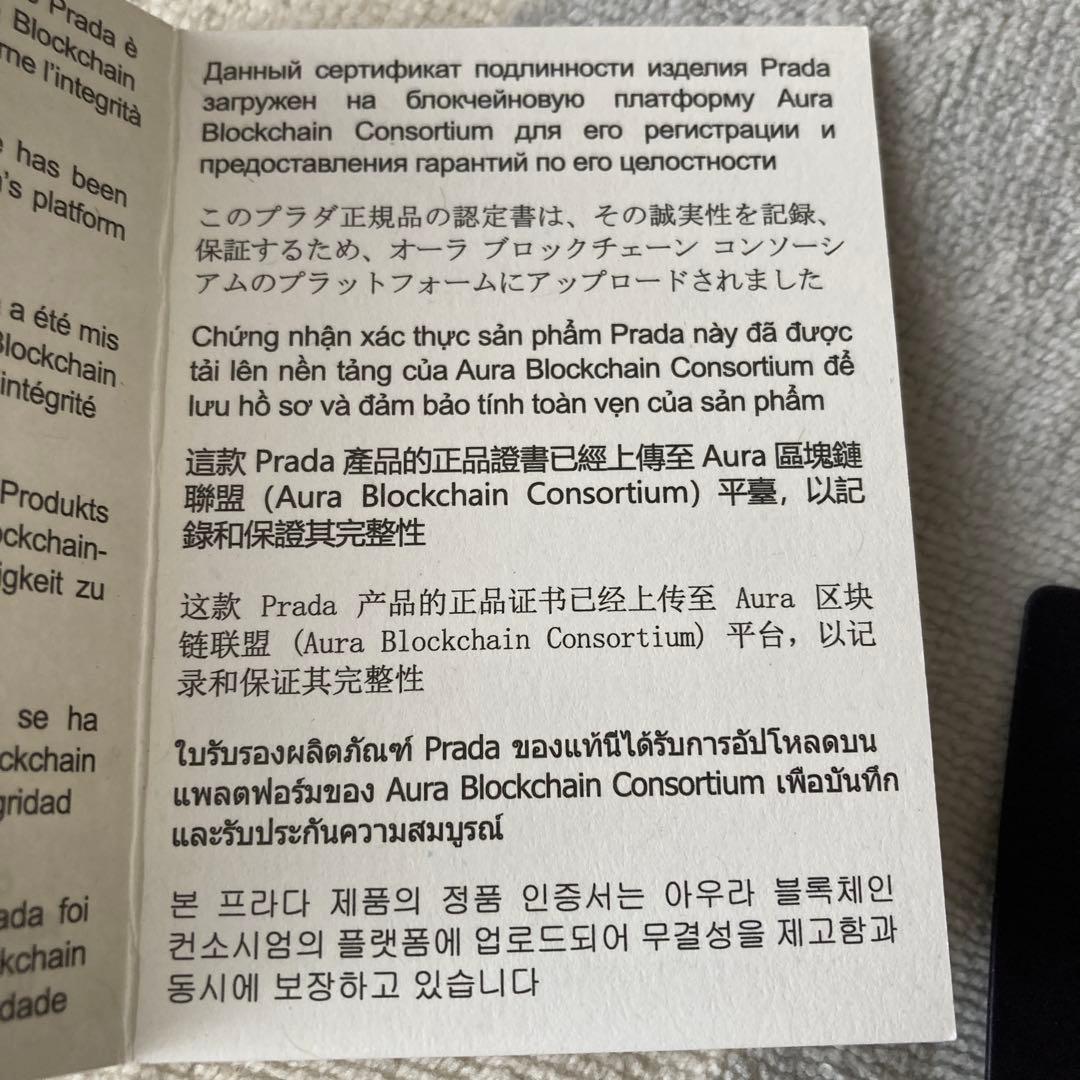 Prada è
Blockchain
l'integrità
has been
's platform
a été mis
Blockchain
intégrité
Produkts
ockchain-
igkeit zu
se ha
ckchain
gridad
ada foi
kchain
dade
Данный сертификат подлинности изделия Prada
загружен на блокчейновую платформу Aura
Blockchain Consortium для его регистрации и
предоставления гарантий по его целостности
このプラダ正規品の認定書は、その誠実性を記録、
保証するため、オーラ ブロックチェーン コンソーシ
アムのプラットフォームにアップロードされました
Chứng nhận xác thực sản phẩm Prada này đã được
tải lên nền tảng của Aura Blockchain Consortium để
lưu hồ sơ và đảm bảo tính toàn vẹn của sản phẩm
這款 Prada 產品的正品證書已經上傳至 Aura 區塊鏈
聯盟（Aura Blockchain Consortium）平臺，以記
錄和保證其完整性
这款 Prada 产品的正品证书已经上传至 Aura 区块
链联盟 (Aura Blockchain Consortium) 平台，以记
录和保证其完整性
ใบรับรองผลิตภัณฑ์ Prada ของแท้นี้ได้รับการอัปโหลดบน
แพลตฟอร์มของ Aura Blockchain Consortium เพื่อบันทึก
และรับประกันความสมบูรณ์
본 프라다 제품의 정품 인증서는 아우라 블록체인
컨소시엄의 플랫폼에 업로드되어 무결성을 제고함과
동시에 보장하고 있습니다